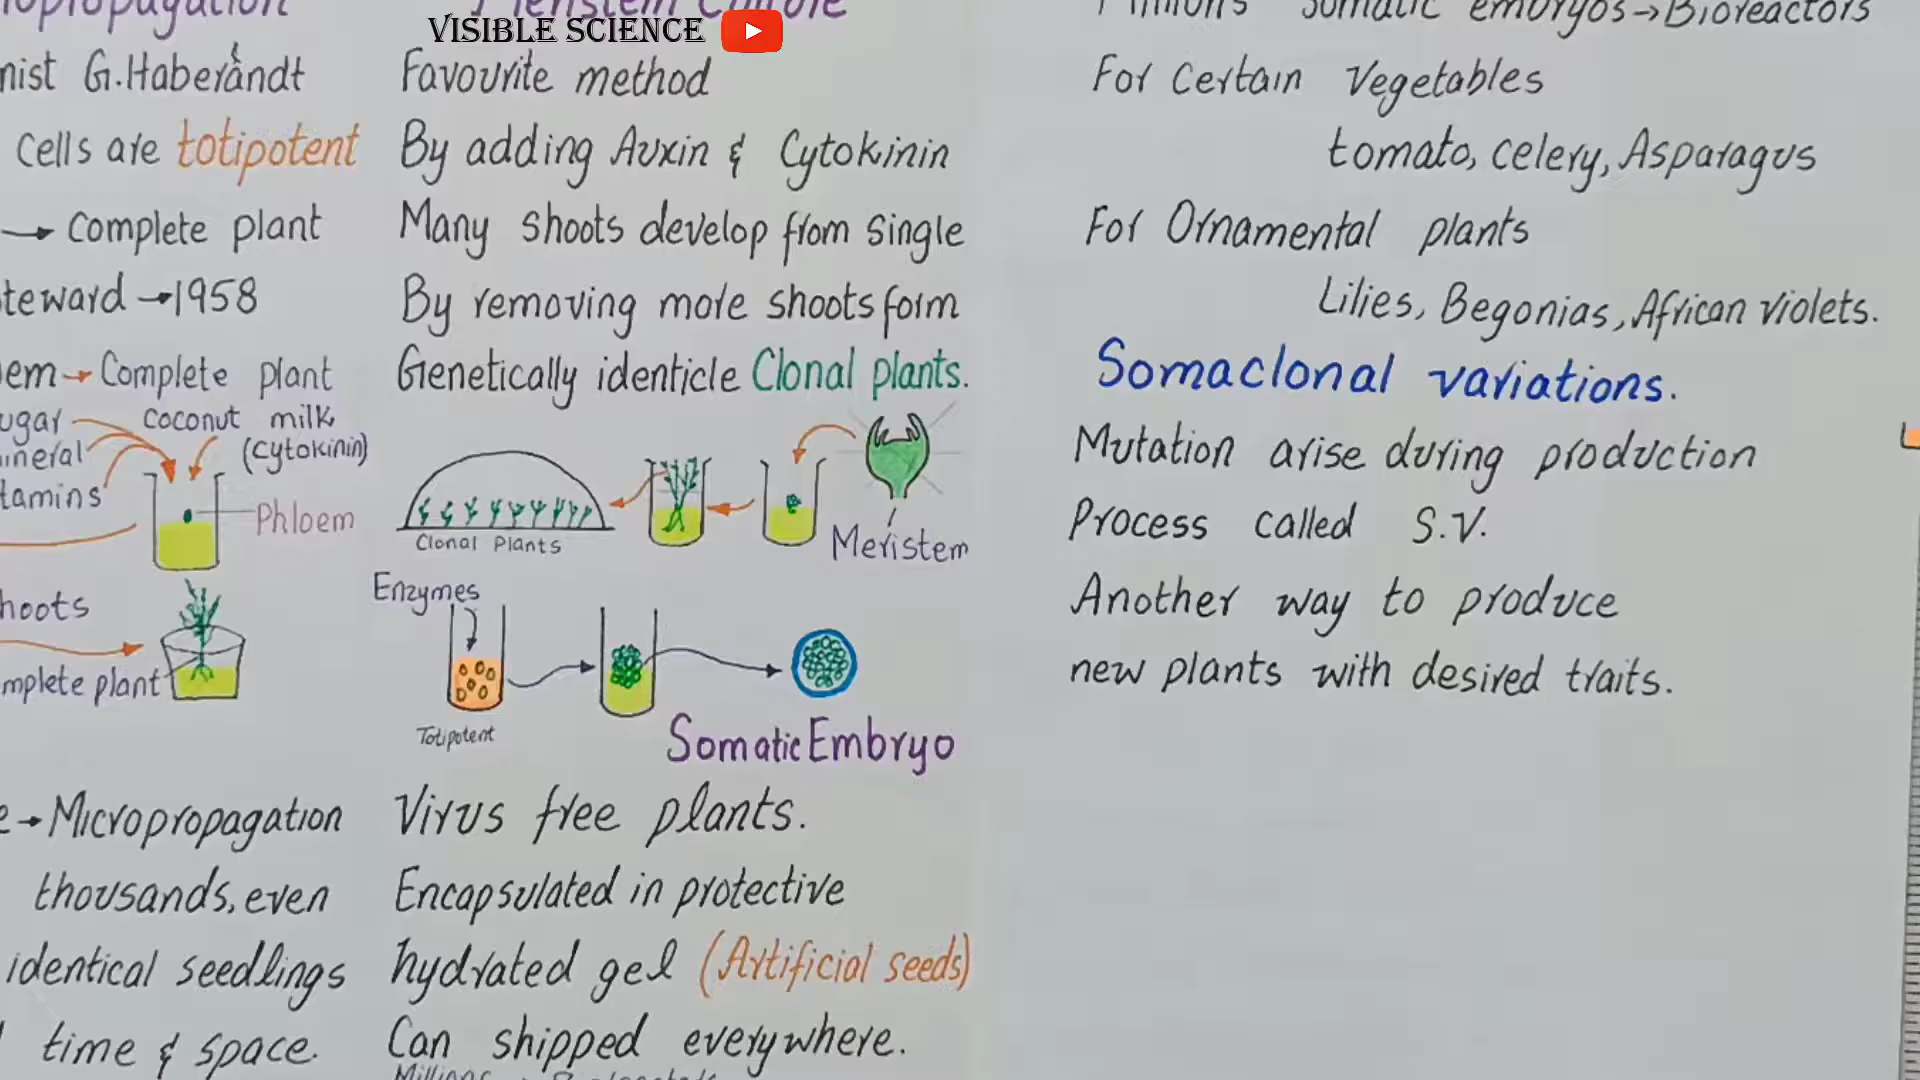 VISIBLE SCIENCE
nist G.Haberlandt
Cells are totipotent
→ Complete plant
teward →1958
em→ Complete plant
ugar
coconut milk
ineral
(Cytokinin)
tamins
Phloem
hoots
mplete plant
e→Micropropagation
thousands, even
identical seedlings
time & space.
Favourite method
By adding Auxin & Cytokinin
Many shoots develop from single
By removing more shoots form
Genetically identicle Clonal plants.
Clonal Plants
Meristem
Enzymes
Totipotent
Somatic Embryo
Virus free plants.
Encapsulated in protective
hydrated gel (Artificial seeds)
Can shipped everywhere.
Millions somatic embryos→Bioreactors
For Certain Vegetables
tomato, celery, Asparagus
For Ornamental plants
Lilies, Begonias, African violets.
Somaclonal variations.
Mutation arise during production
Process called S.V.
Another way to produce
new plants with desired traits.